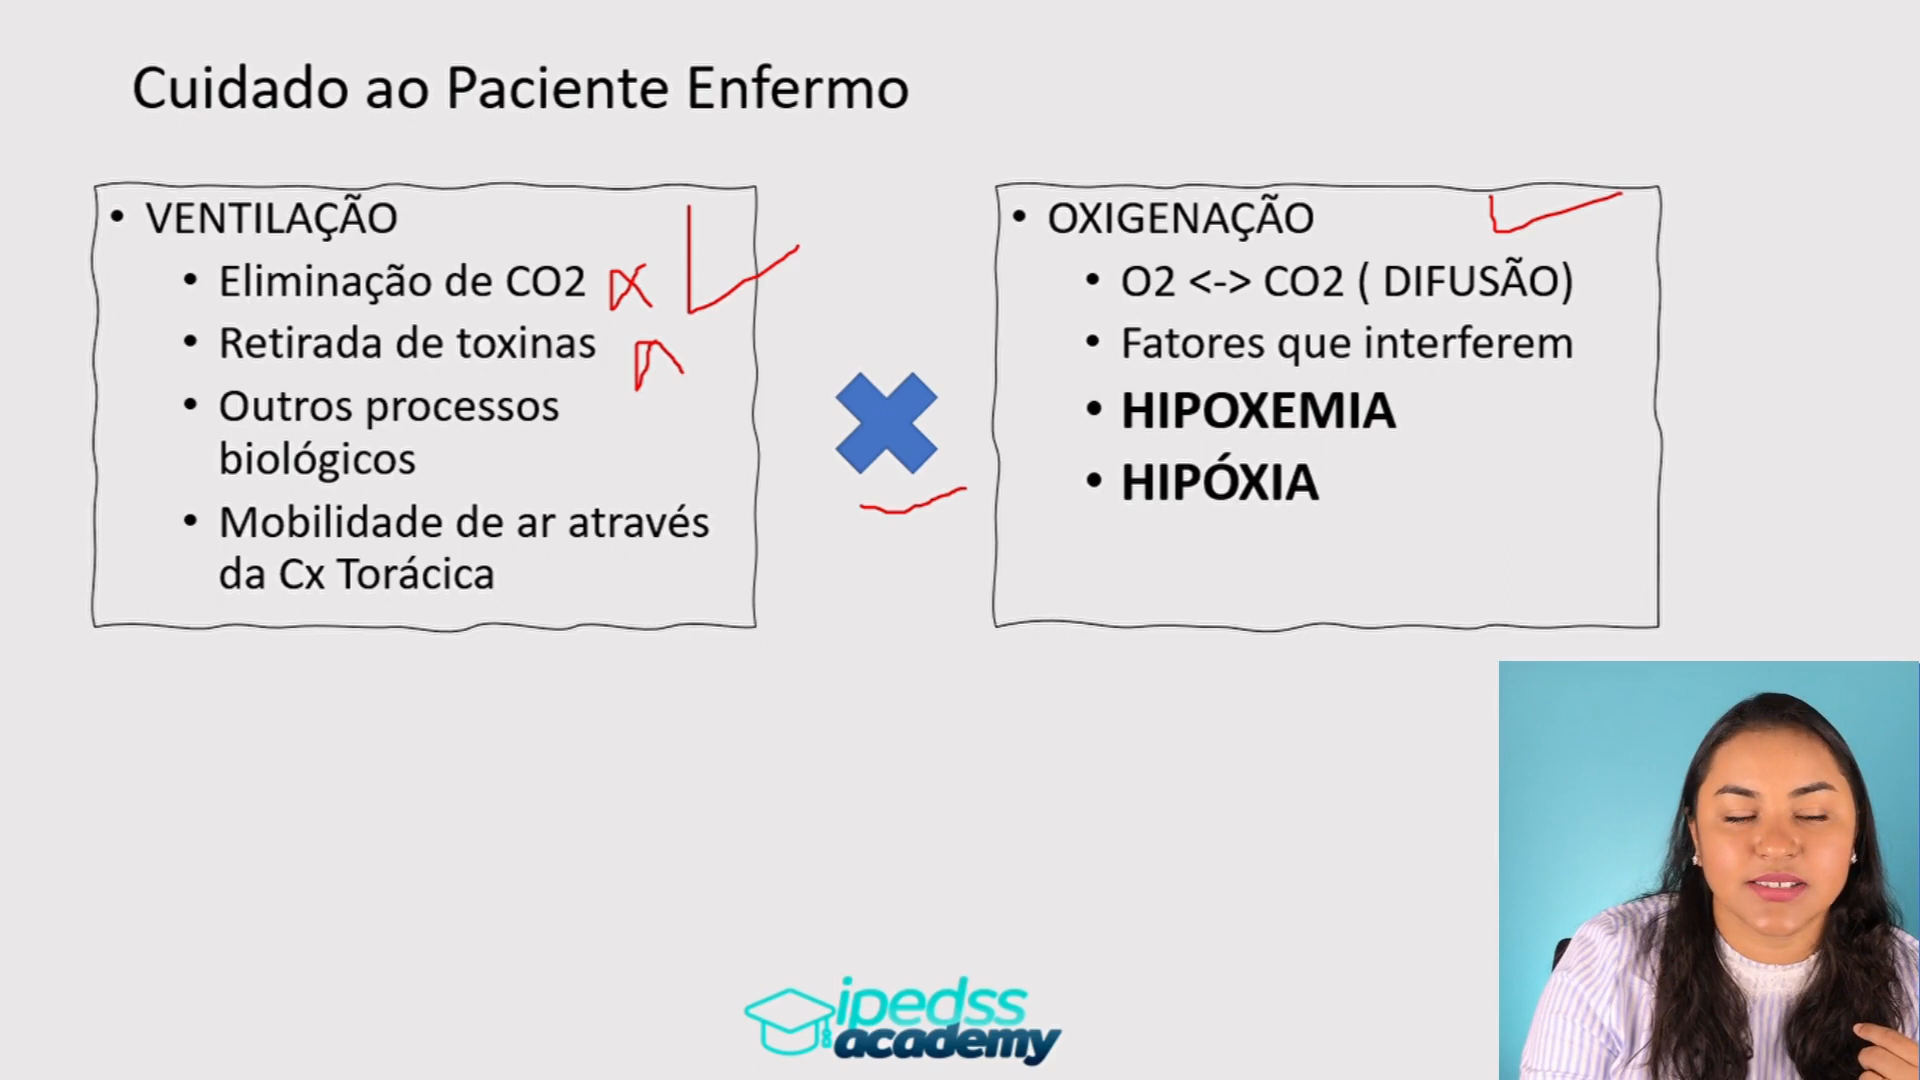 Cuidado ao Paciente Enfermo
• VENTILAÇÃO
• Eliminação de CO2
• Retirada de toxinas
• Outros processos
biológicos
• Mobilidade de ar através
da Cx Torácica
• OXIGENAÇÃO
• O2 <-> CO2 ( DIFUSÃO)
• Fatores que interferem
• HIPOXEMIA
• HIPÓXIA
ipedss
academy